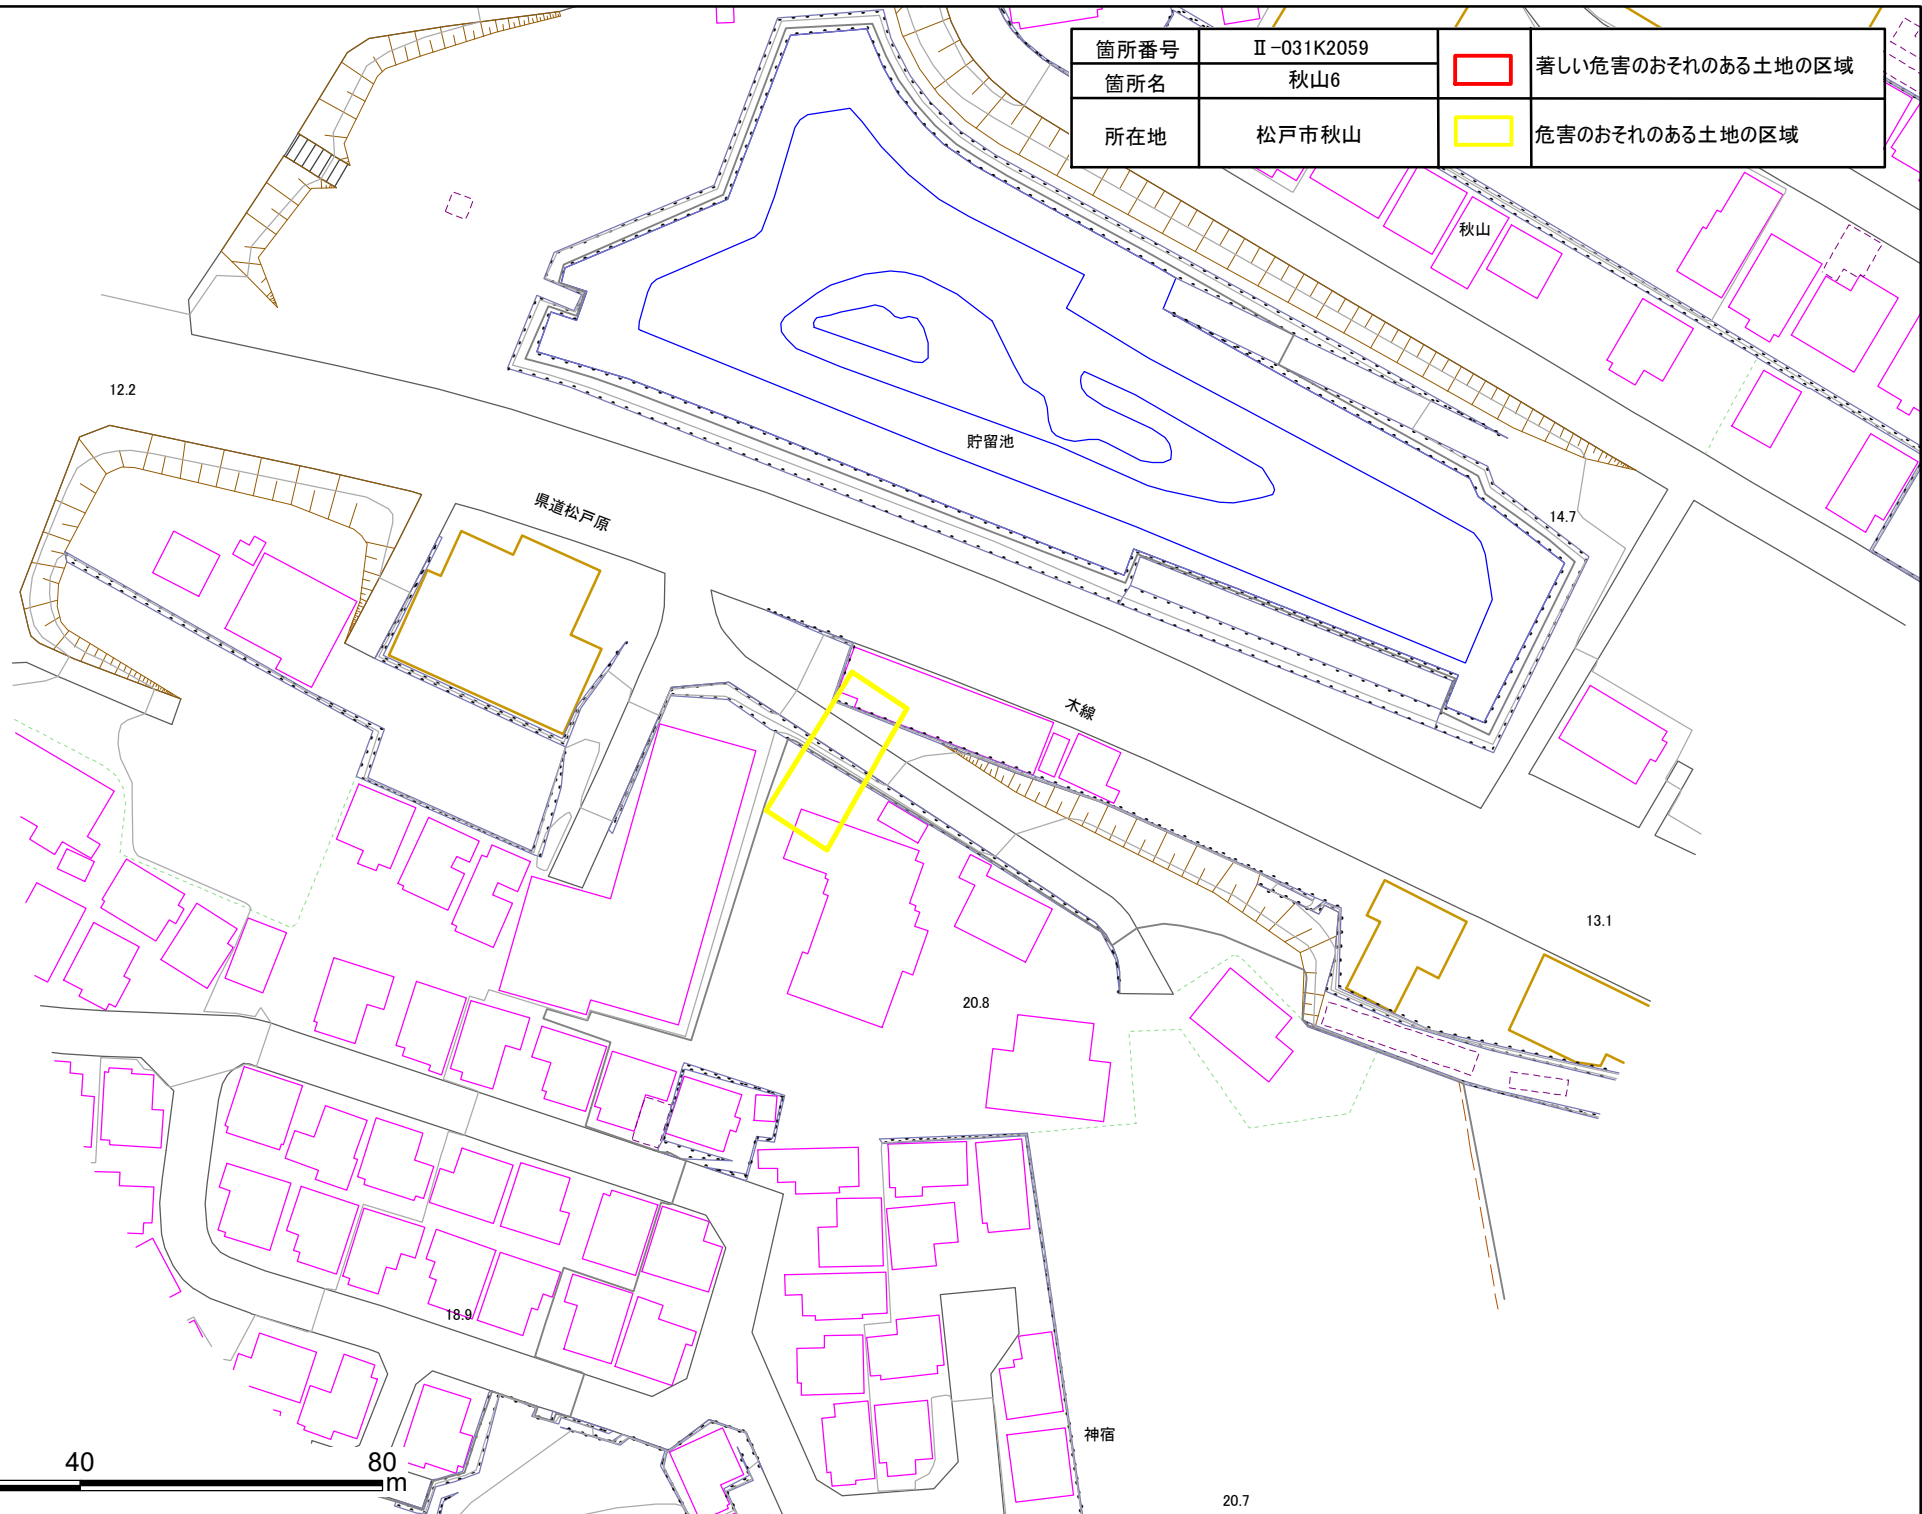 箇所番号 Ⅱ-031K2059 著しい危害のおそれのある土地の区域
箇所名 秋山6
所在地 松戸市秋山 危害のおそれのある土地の区域
秋山
12.2
貯留池
県道松戸原
14.7
木線
13.1
20.8
18.9
神宿
40 80
m
20.7